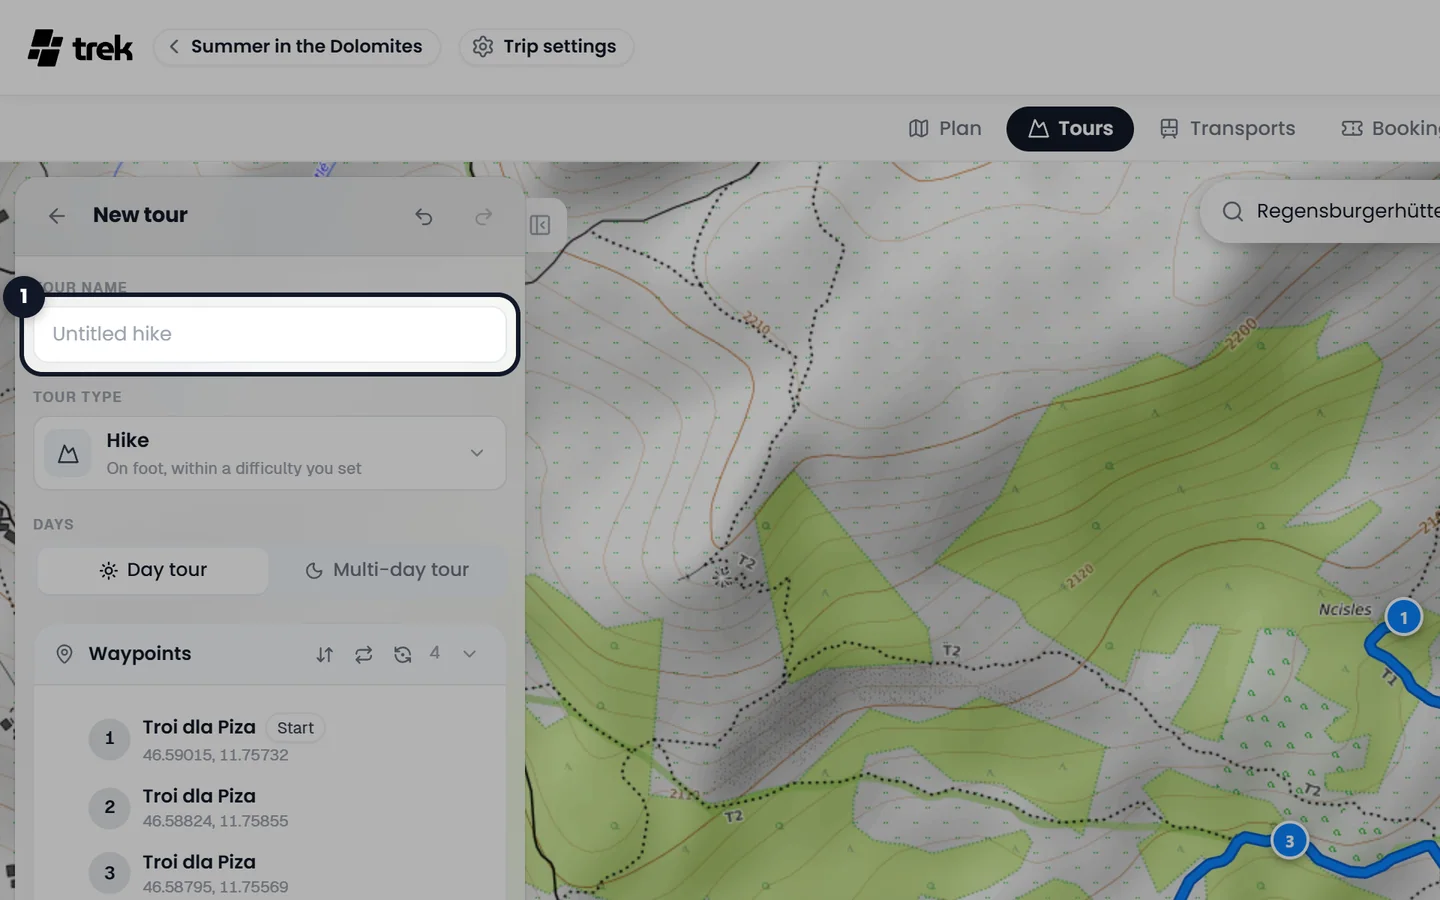 trek
Summer in the Dolomites
Trip settings
Plan
Tours
Transports
New tour
Regensburgerhütte
1
TOUR NAME
Untitled hike
TOUR TYPE
Hike
On foot, within a difficulty you set
DAYS
Day tour
Multi-day tour
Waypoints
4
1
Troi dla Piza
Start
46.59015, 11.75732
2
Troi dla Piza
46.58824, 11.75855
3
Troi dla Piza
46.58795, 11.75569
2210
2200
T2
2120
Ncisles
1
T2
T1
T2
T2
3